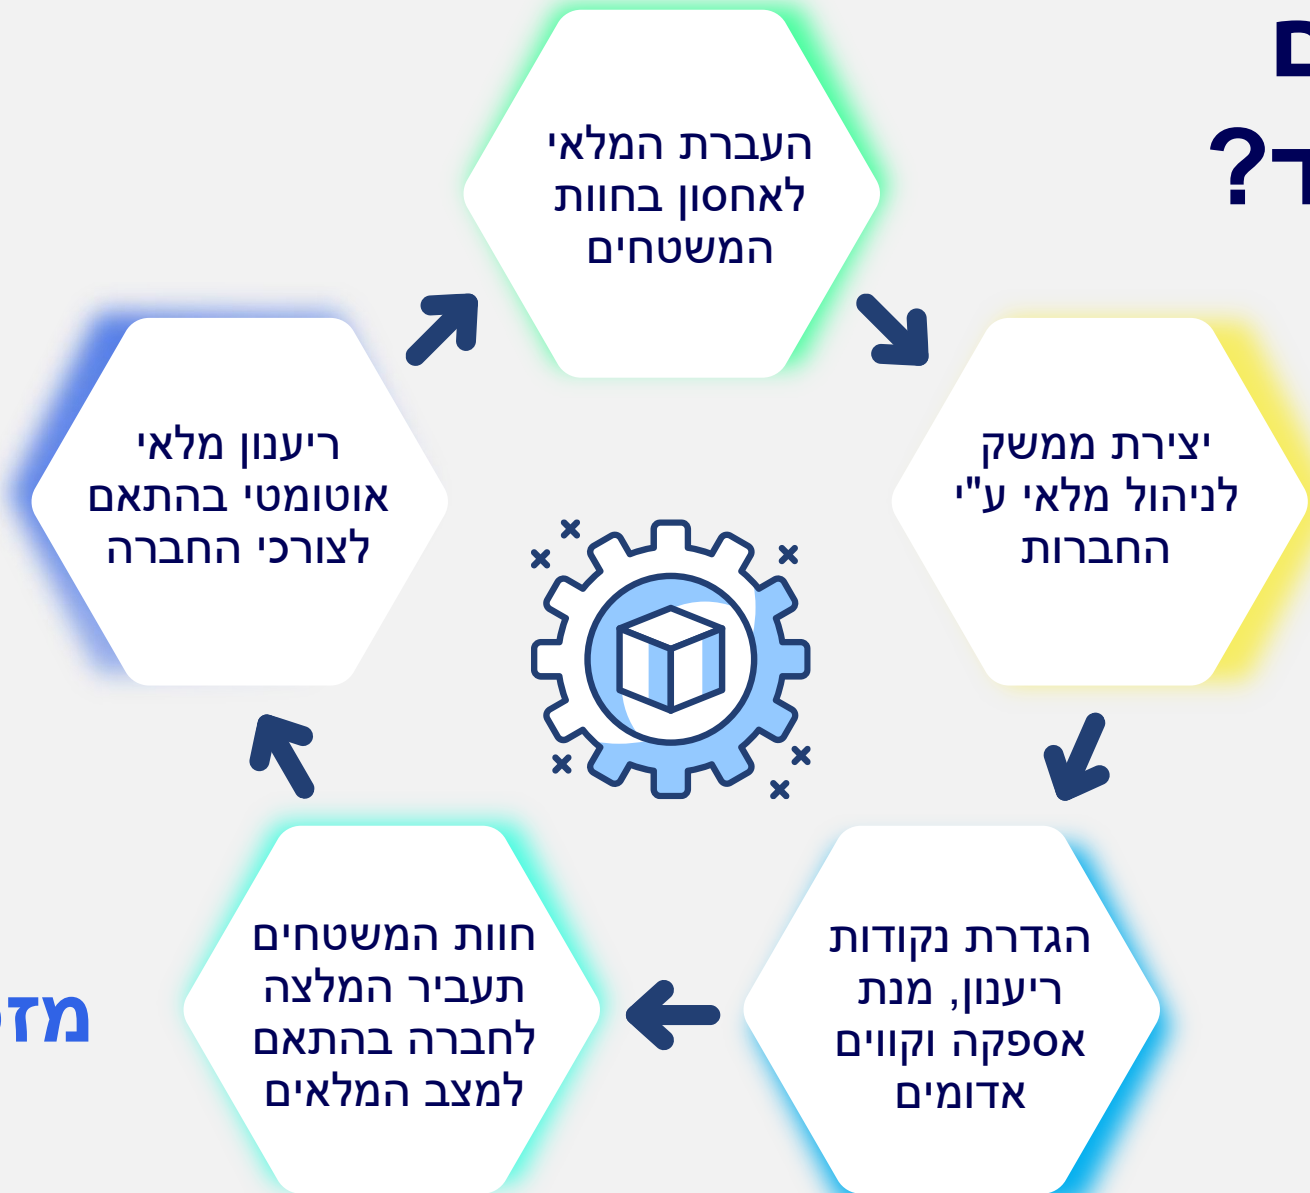 העברת המלאי
לאחסון בחוות
המשטחים
יצירת ממשק
לניהול מלאי ע"י
החברות
הגדרת נקודות
ריענון, מנת
אספקה וקווים
אדומים
חוות המשטחים
תעביר המלצה
לחברה בהתאם
למצב המלאים
ריענון מלאי
אוטומטי בהתאם
לצורכי החברה